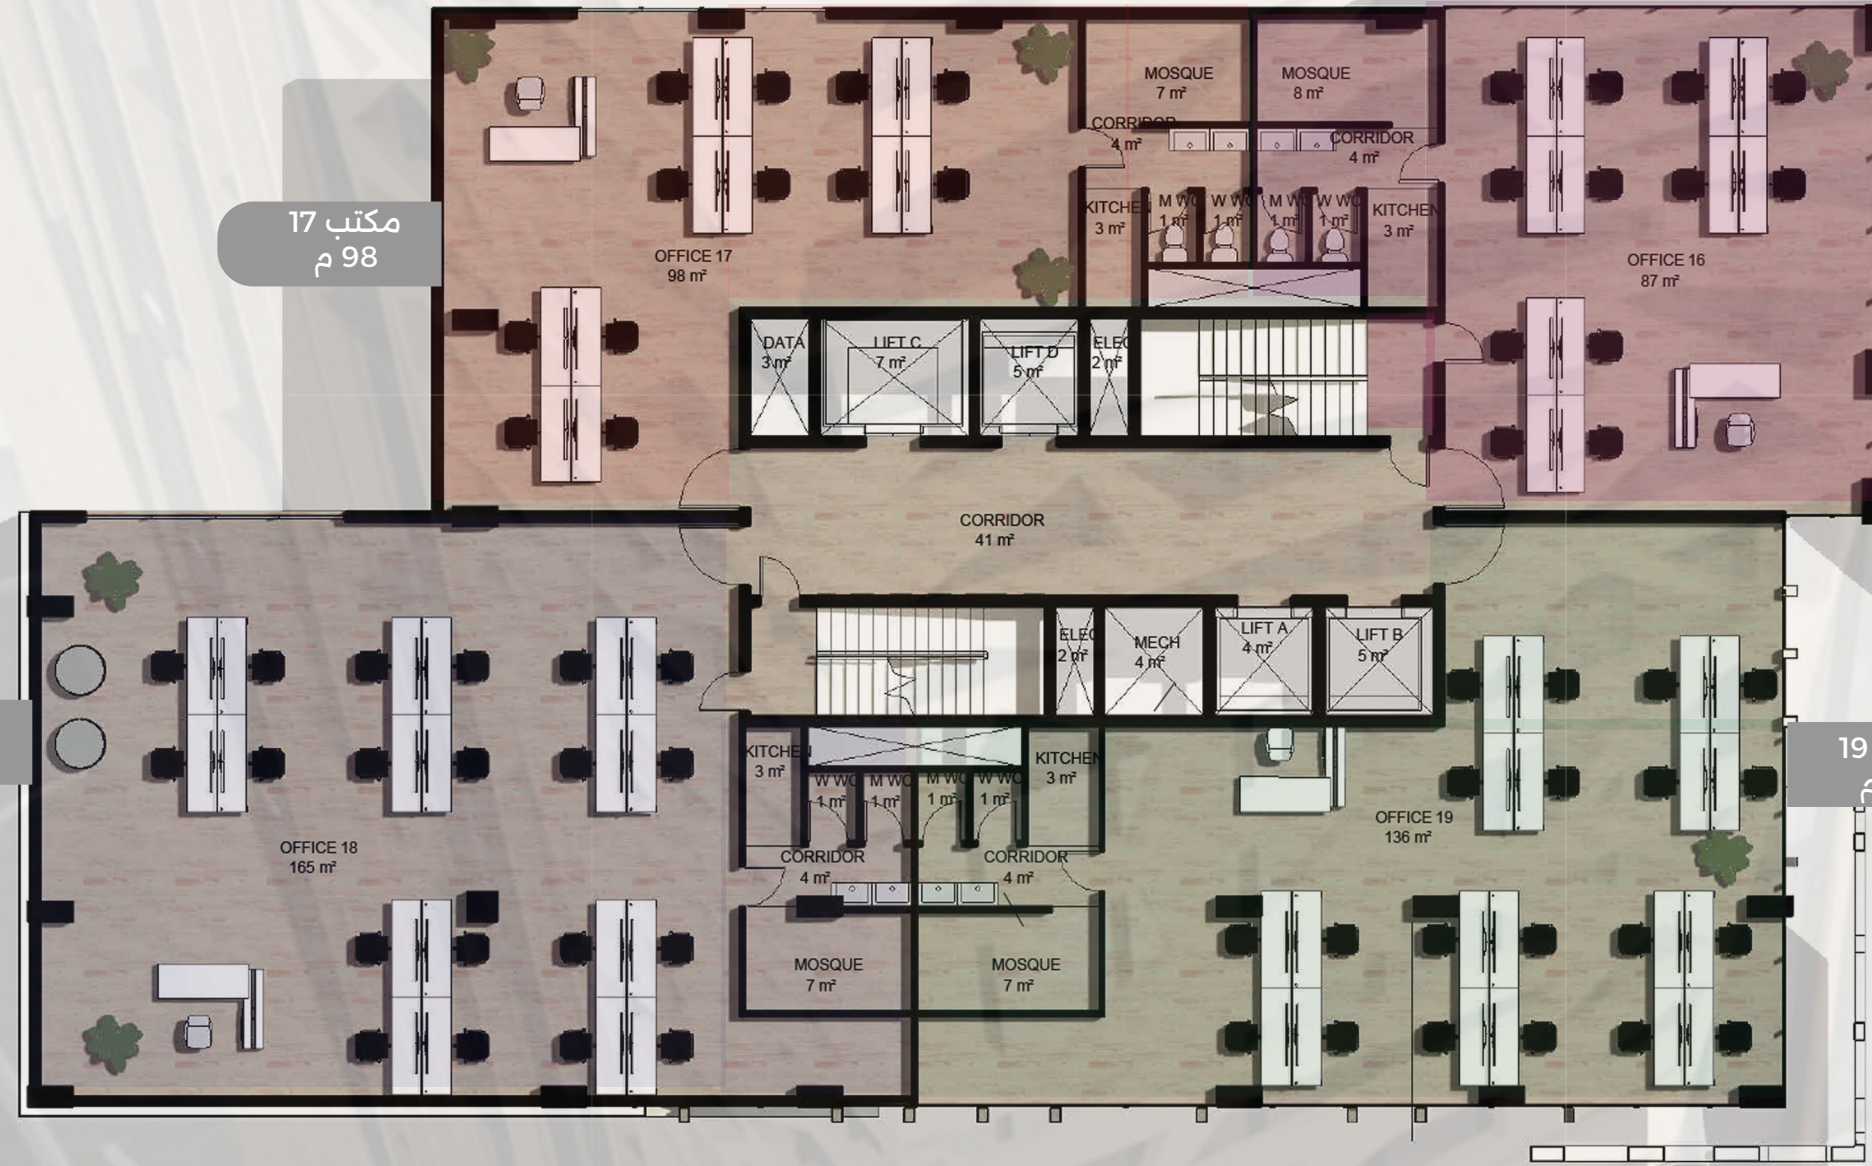 MOSQUE
7 m²
MOSQUE
8 m²
CORRIDOR
4 m²
CORRIDOR
4 m²
KITCHEN
3 m²
M WC
1 m²
W WC
1 m²
M WC
1 m²
W WC
1 m²
KITCHEN
3 m²
مكتب 17
98 م
OFFICE 17
98 m²
OFFICE 16
87 m²
DATA
3 m²
LIFT C
7 m²
LIFT D
5 m²
ELEC
2 m²
CORRIDOR
41 m²
ELEC
2 m²
MECH
4 m²
LIFT A
4 m²
LIFT B
5 m²
19
م
KITCHEN
3 m²
W WC
1 m²
M WC
1 m²
M WC
1 m²
W WC
1 m²
KITCHEN
3 m²
OFFICE 18
165 m²
OFFICE 19
136 m²
CORRIDOR
4 m²
CORRIDOR
4 m²
MOSQUE
7 m²
MOSQUE
7 m²